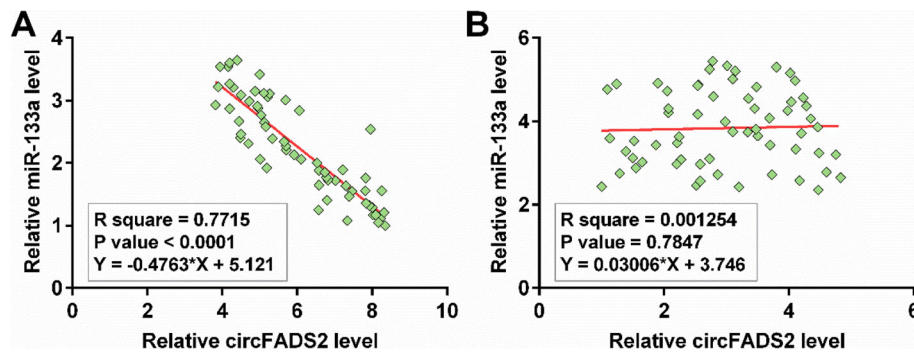 A
Relative miR-133a level
4
3
2
1
0
R square = 0.7715
P value < 0.0001
Y = -0.4763*X + 5.121
0 2 4 6 8 10
Relative circFADS2 level
B
Relative miR-133a level
6
4
2
0
R square = 0.001254
P value = 0.7847
Y = 0.03006*X + 3.746
0 2 4 6
Relative circFADS2 level